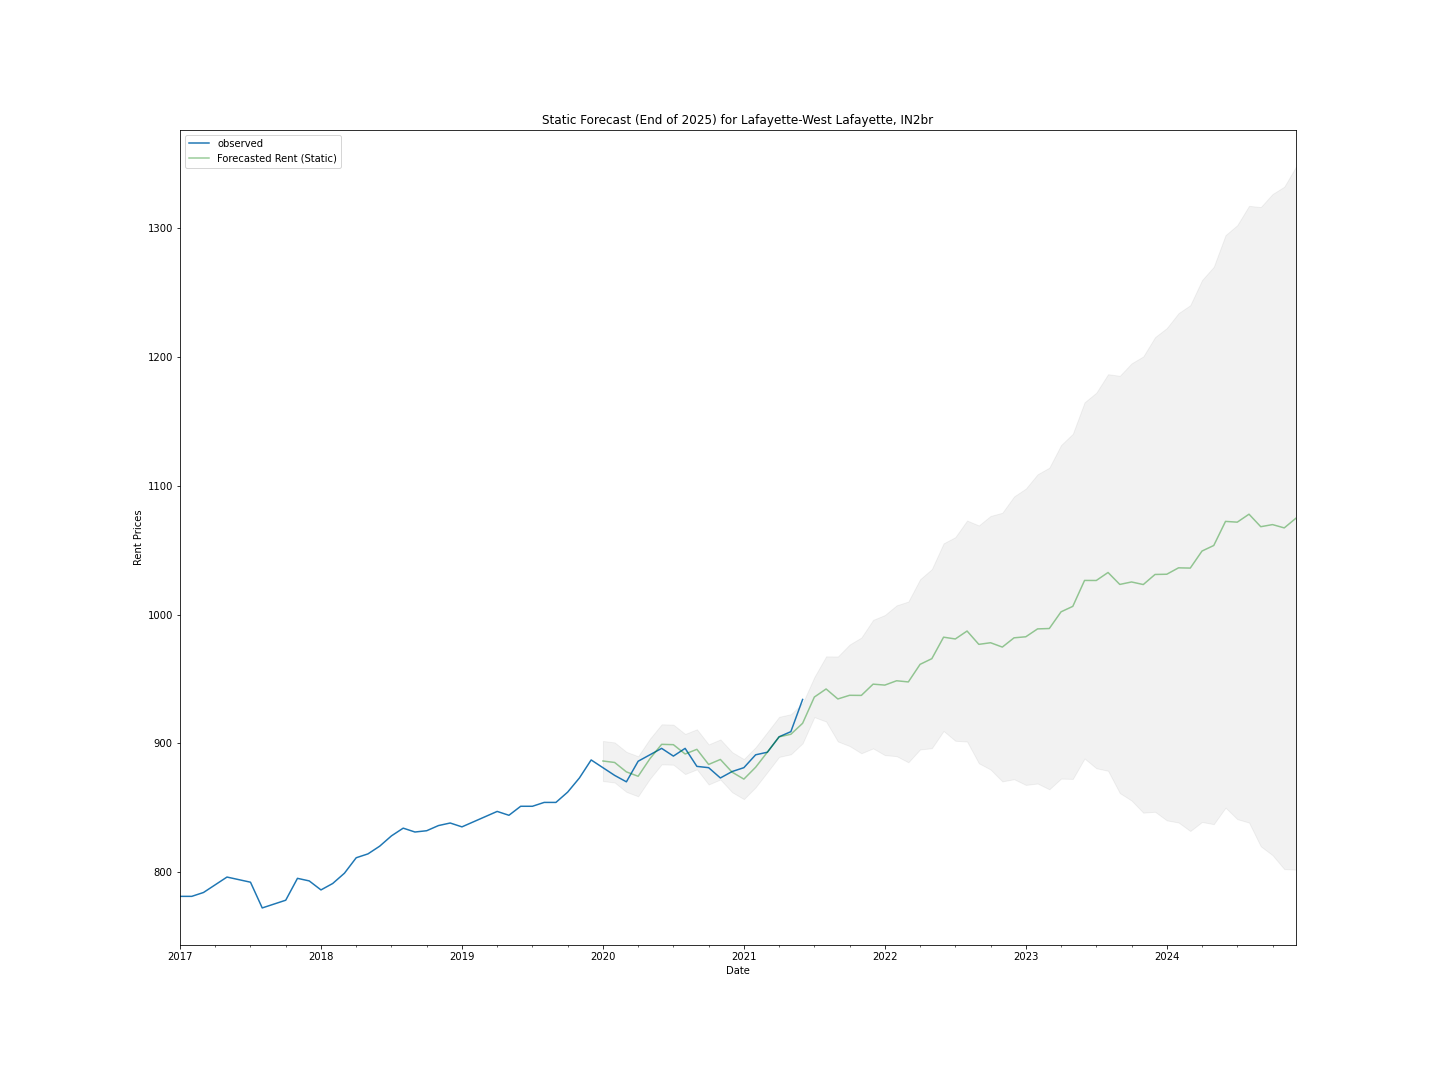 Static Forecast (End of 2025) for Lafayette-West Lafayette, IN2br
observed
Forecasted Rent (Static)
1300
1200
1100
1000
900
800
Rent Prices
2017 2018 2019 2020 2021 2022 2023 2024
Date